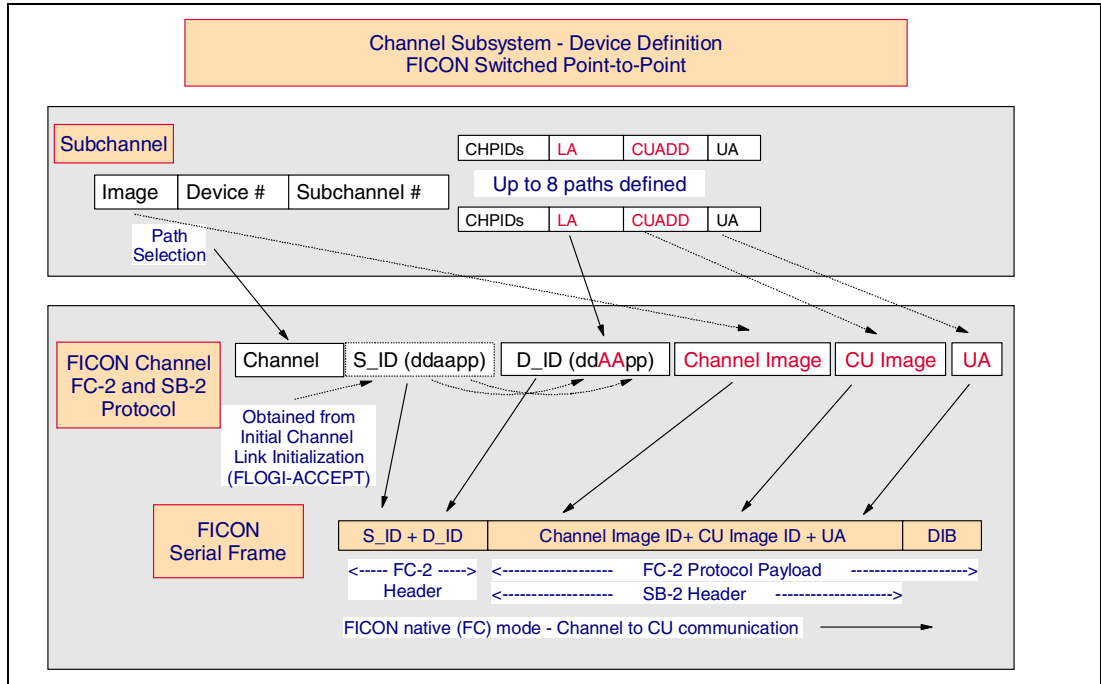 Channel Subsystem - Device Definition
FICON Switched Point-to-Point
Subchannel
CHPIDs LA CUADD UA
Up to 8 paths defined
Image Device # Subchannel #
CHPIDs LA CUADD UA
Path
Selection
FICON Channel
FC-2 and SB-2
Protocol
Channel S_ID (ddaapp) D_ID (ddAApp) Channel Image CU Image UA
Obtained from
Initial Channel
Link Initialization
(FLOGI-ACCEPT)
FICON
Serial Frame
S_ID + D_ID Channel Image ID+ CU Image ID + UA DIB
<----- FC-2 ----->
Header
<------------------- FC-2 Protocol Payload -------------------------------->
<------------------- SB-2 Header -------------------->
FICON native (FC) mode - Channel to CU communication